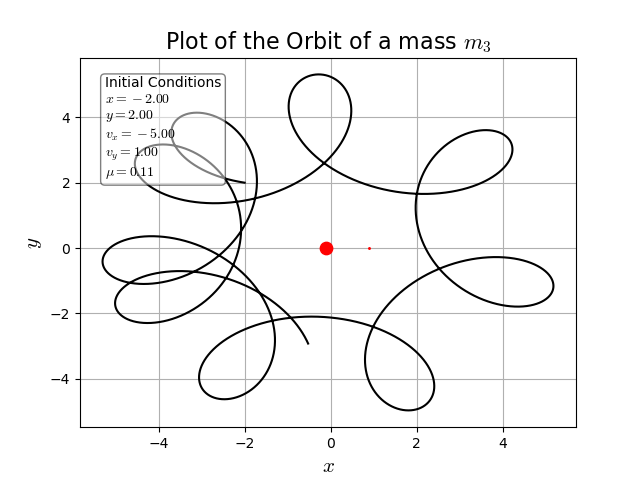 Plot of the Orbit of a mass m₃
Initial Conditions
x = −2.00
y = 2.00
vₓ = −5.00
v_y = 1.00
μ = 0.11
4
2
0
−2
−4
y
−4 −2 0 2 4
x